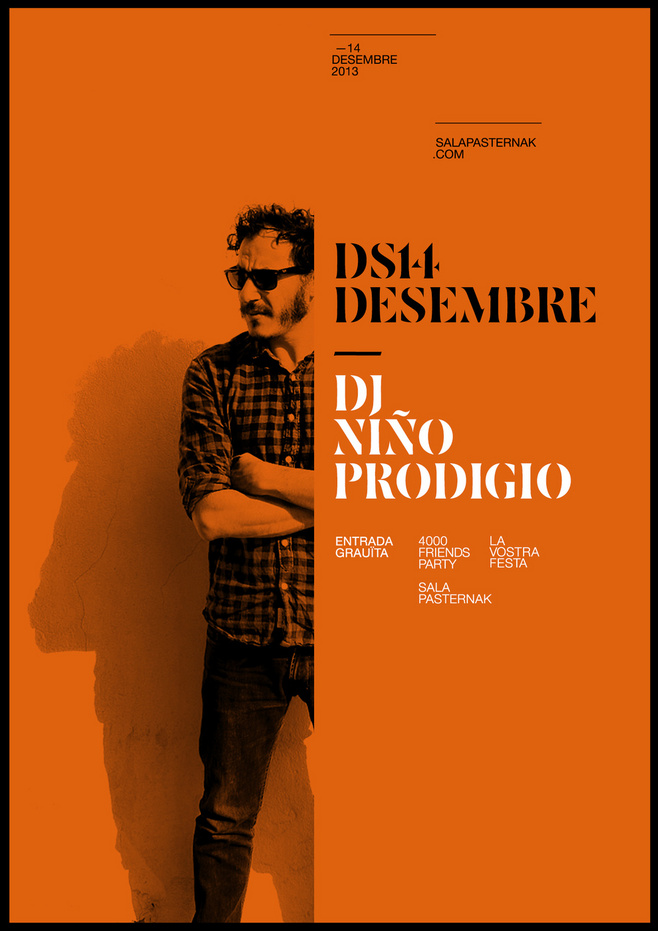 —14
DESEMBRE
2013
SALAPASTERNAK
.COM
DS14
DESEMBRE
DJ
NIÑO
PRODIGIO
ENTRADA
GRAUÏTA
4000
FRIENDS
PARTY
LA
VOSTRA
FESTA
SALA
PASTERNAK